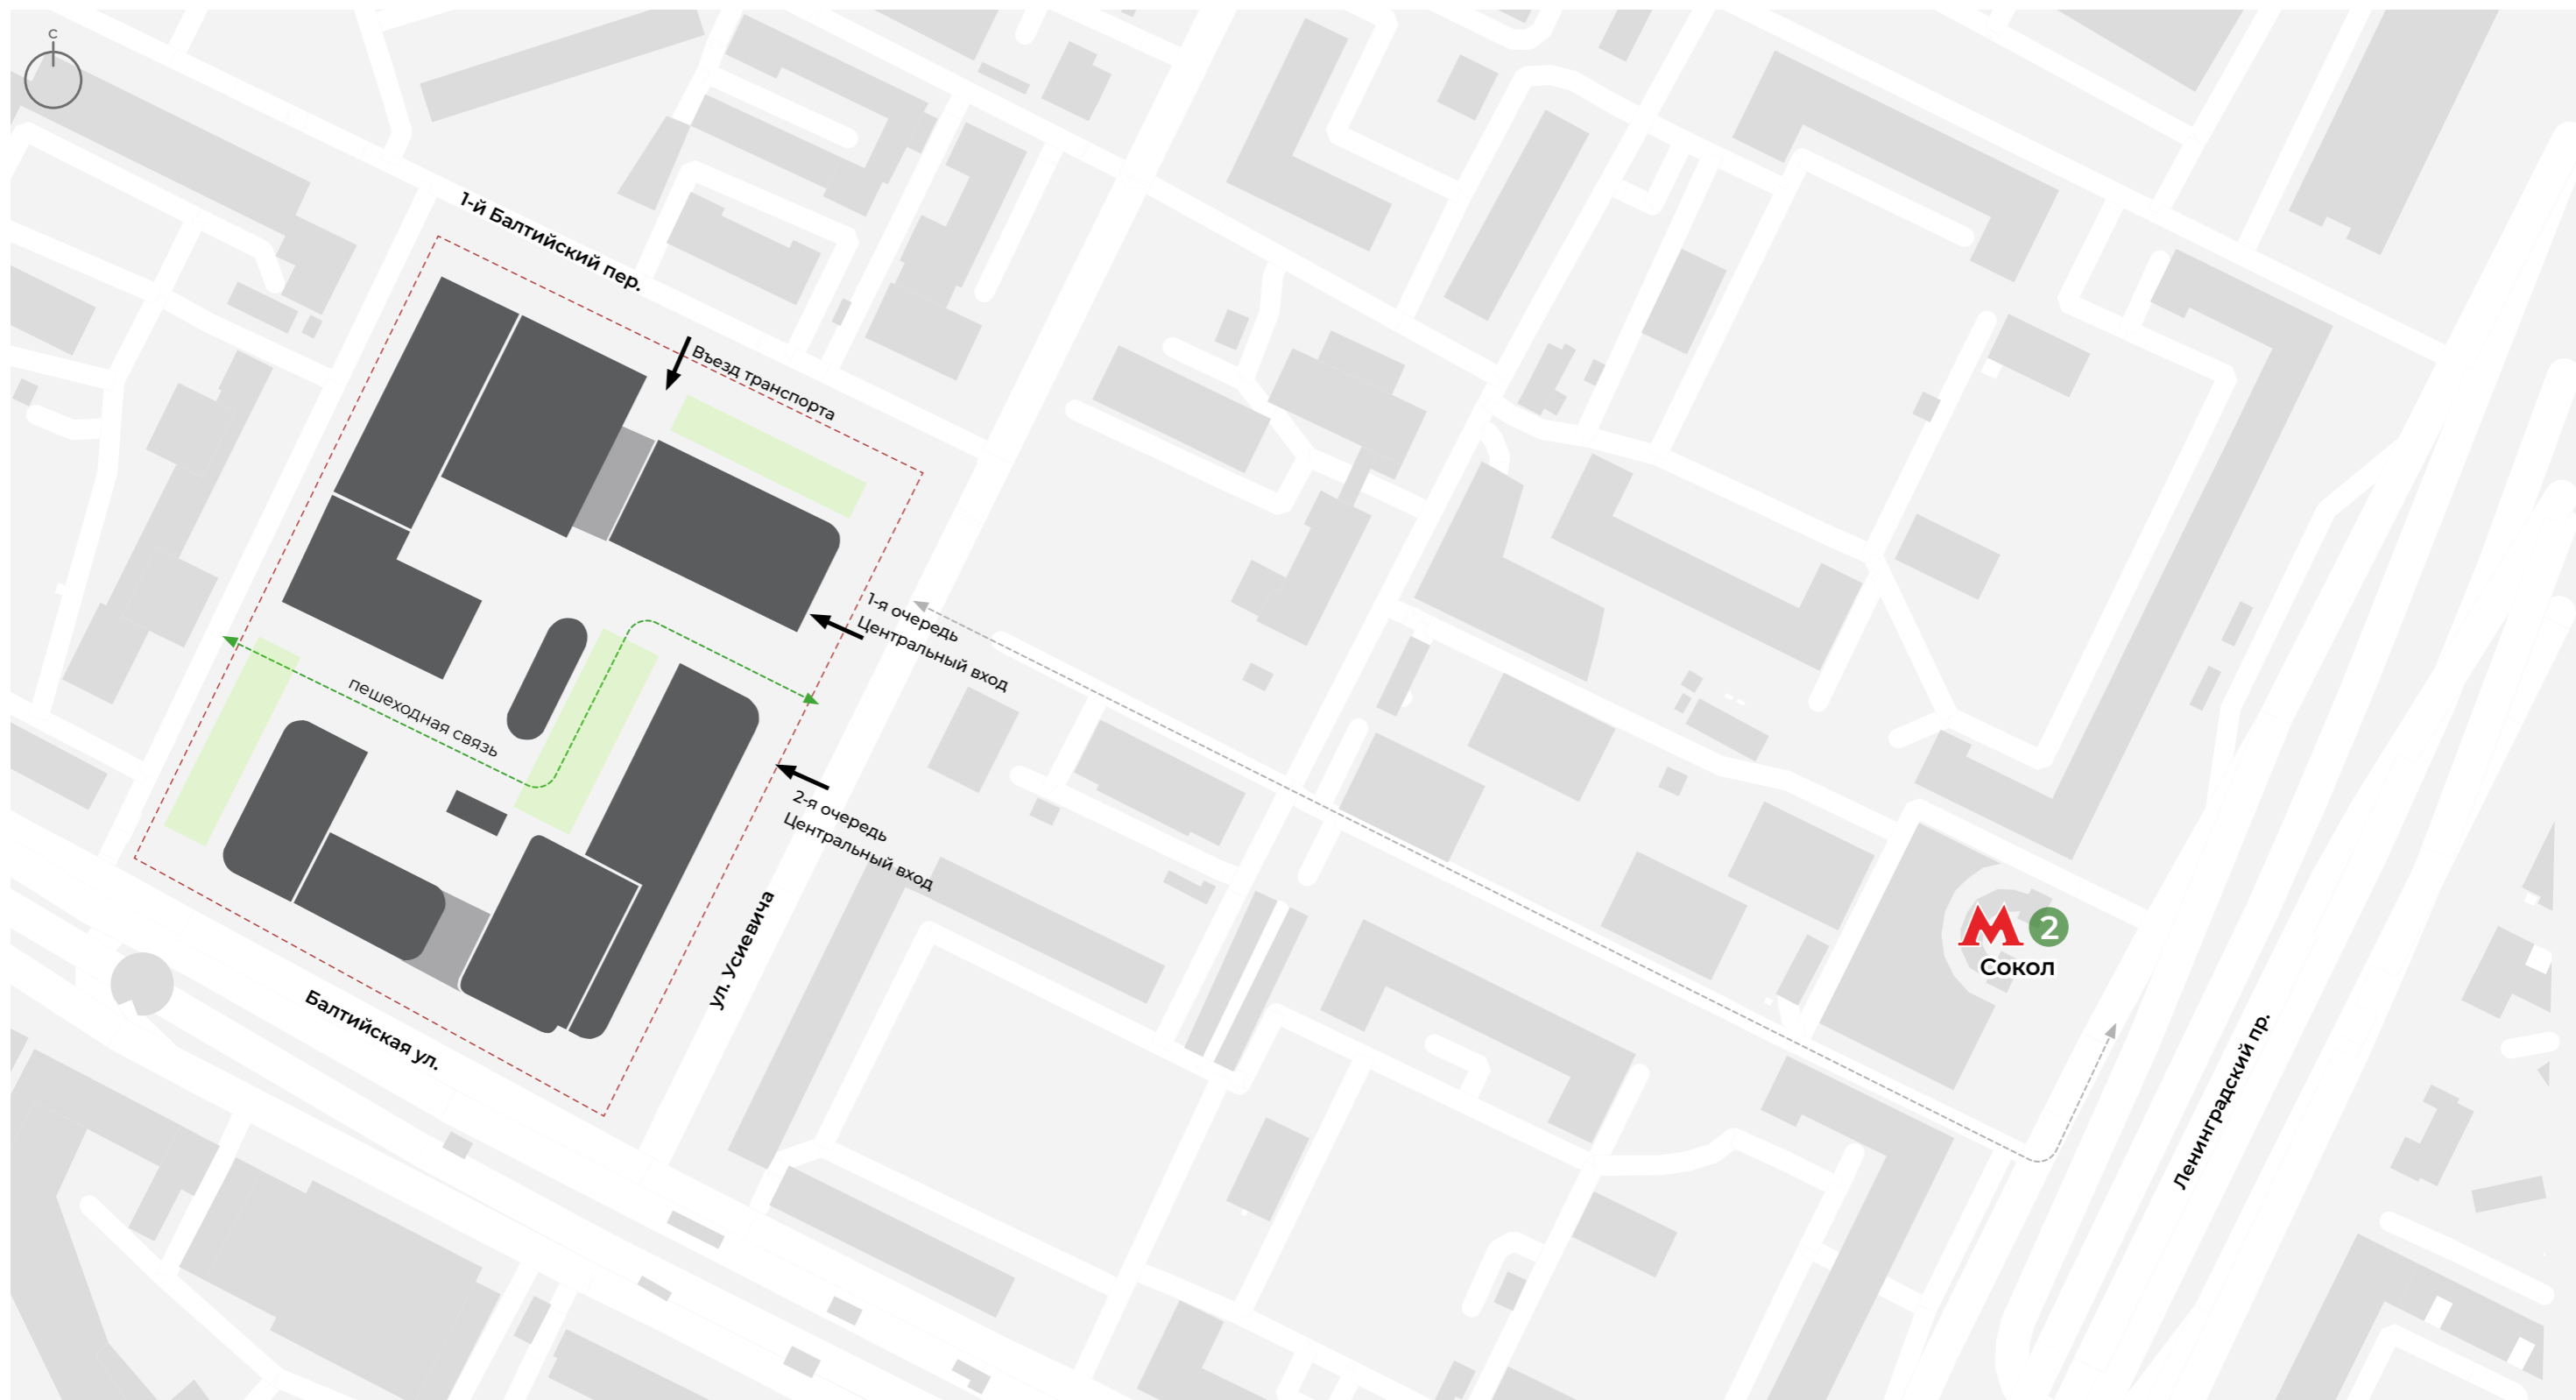 С
1-й Балтийский пер.
Въезд транспорта
1-я очередь
Центральный вход
пешеходная связь
2-я очередь
Центральный вход
ул. Усиевича
Балтийская ул.
М 2
Сокол
Ленинградский пр.